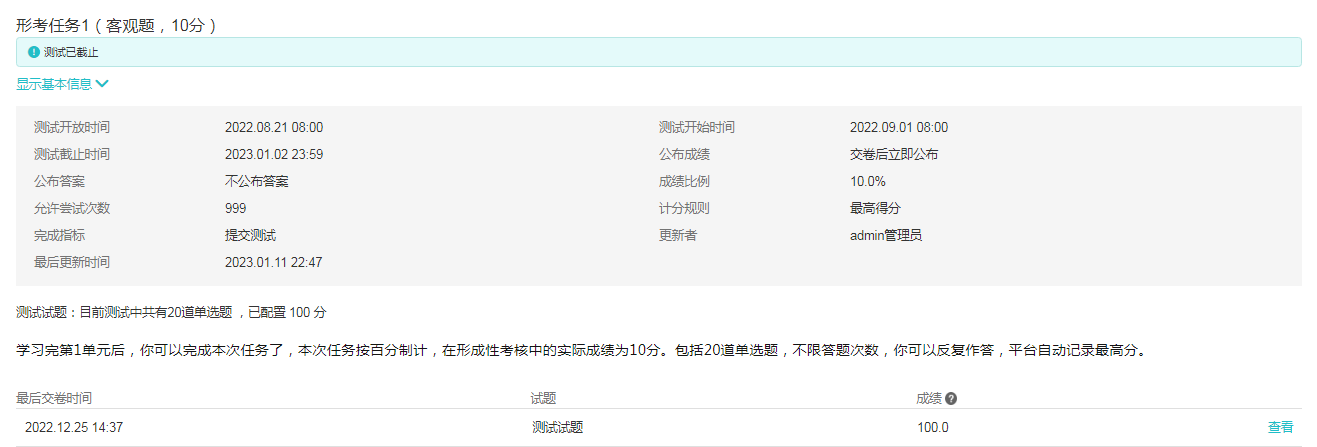 形考任务1（客观题，10分）
测试已截止
显示基本信息
测试开放时间 2022.08.21 08:00 测试开始时间 2022.09.01 08:00
测试截止时间 2023.01.02 23:59 公布成绩 交卷后立即公布
公布答案 不公布答案 成绩比例 10.0%
允许尝试次数 999 计分规则 最高得分
完成指标 提交测试 更新者 admin管理员
最后更新时间 2023.01.11 22:47
测试试题：目前测试中共有20道单选题 ，已配置 100 分
学习完第1单元后，你可以完成本次任务了，本次任务按百分制计，在形成性考核中的实际成绩为10分。包括20道单选题，不限答题次数，你可以反复作答，平台自动记录最高分。
最后交卷时间 试题 成绩
2022.12.25 14:37 测试试题 100.0 查看